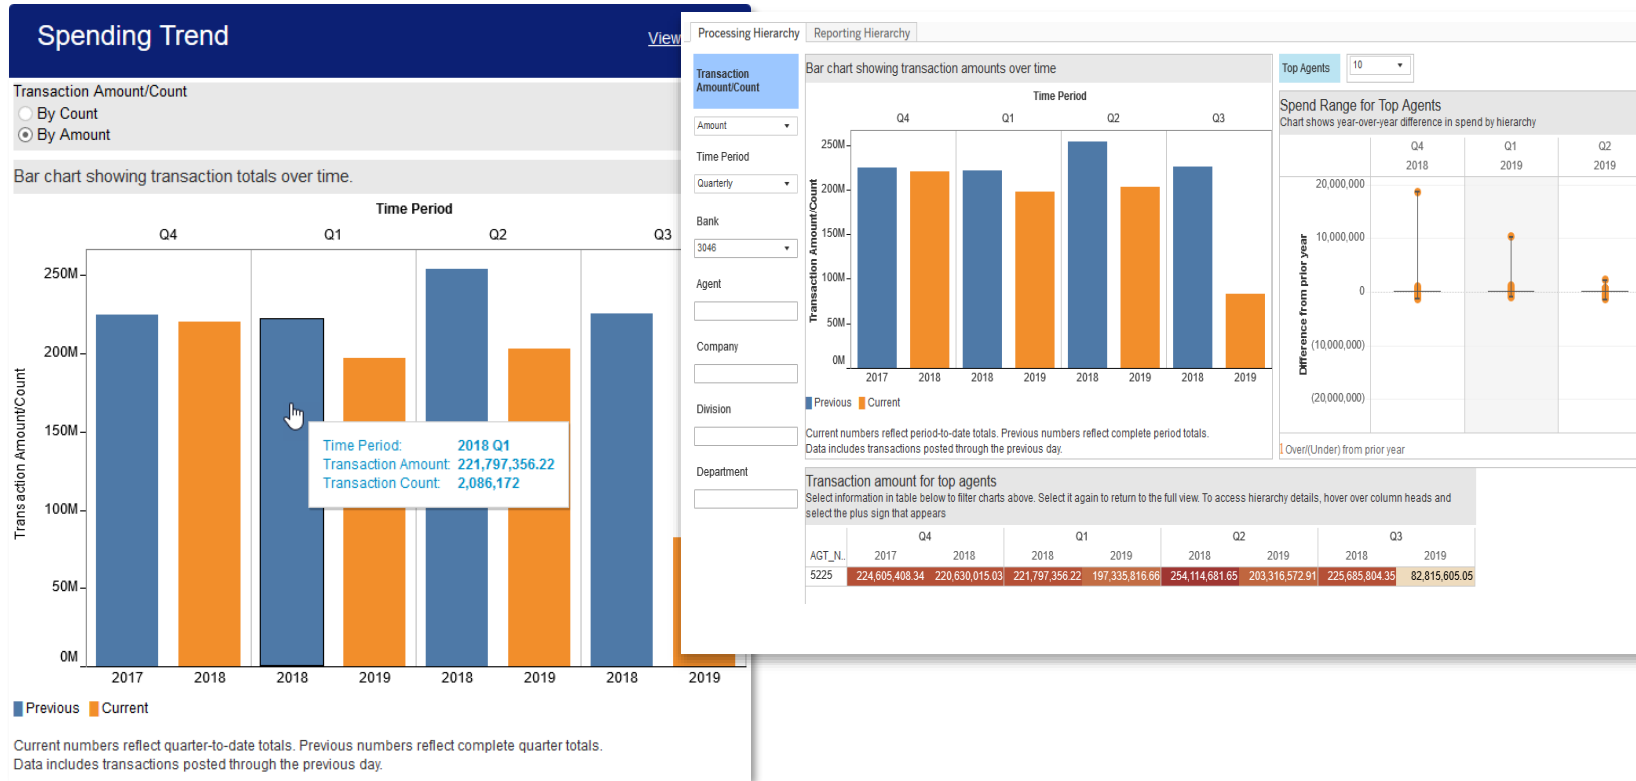 Spending Trend
View
Transaction Amount/Count
By Count
By Amount
Bar chart showing transaction totals over time.
Time Period
Q4 Q1 Q2 Q3
250M
200M
150M
100M
50M
0M
Transaction Amount/Count
Time Period: 2018 Q1
Transaction Amount: 221,797,356.22
Transaction Count: 2,086,172
2017 2018 2018 2019 2018 2019 2018 2019
Previous Current
Current numbers reflect quarter-to-date totals. Previous numbers reflect complete quarter totals.
Data includes transactions posted through the previous day.
Processing Hierarchy Reporting Hierarchy
Transaction
Amount/Count
Amount
Time Period
Quarterly
Bank
3046
Agent
Company
Division
Department
Bar chart showing transaction amounts over time
Time Period
Q4 Q1 Q2 Q3
250M
200M
150M
100M
50M
0M
Transaction Amount/Count
2017 2018 2018 2019 2018 2019 2018 2019
Previous Current
Current numbers reflect period-to-date totals. Previous numbers reflect complete period totals.
Data includes transactions posted through the previous day.
Top Agents 10
Spend Range for Top Agents
Chart shows year-over-year difference in spend by hierarchy
Q4 Q1 Q2
2018 2019 2019
20,000,000
10,000,000
0
(10,000,000)
(20,000,000)
Difference from prior year
Over/(Under) from prior year
Transaction amount for top agents
Select information in table below to filter charts above. Select it again to return to the full view. To access hierarchy details, hover over column heads and
select the plus sign that appears
Q4 Q1 Q2 Q3
AGT_N.. 2017 2018 2018 2019 2018 2019 2018 2019
5225 224,605,408.34 220,630,015.03 221,797,356.22 197,335,816.66 254,114,681.65 203,316,572.91 225,685,804.35 82,815,605.05